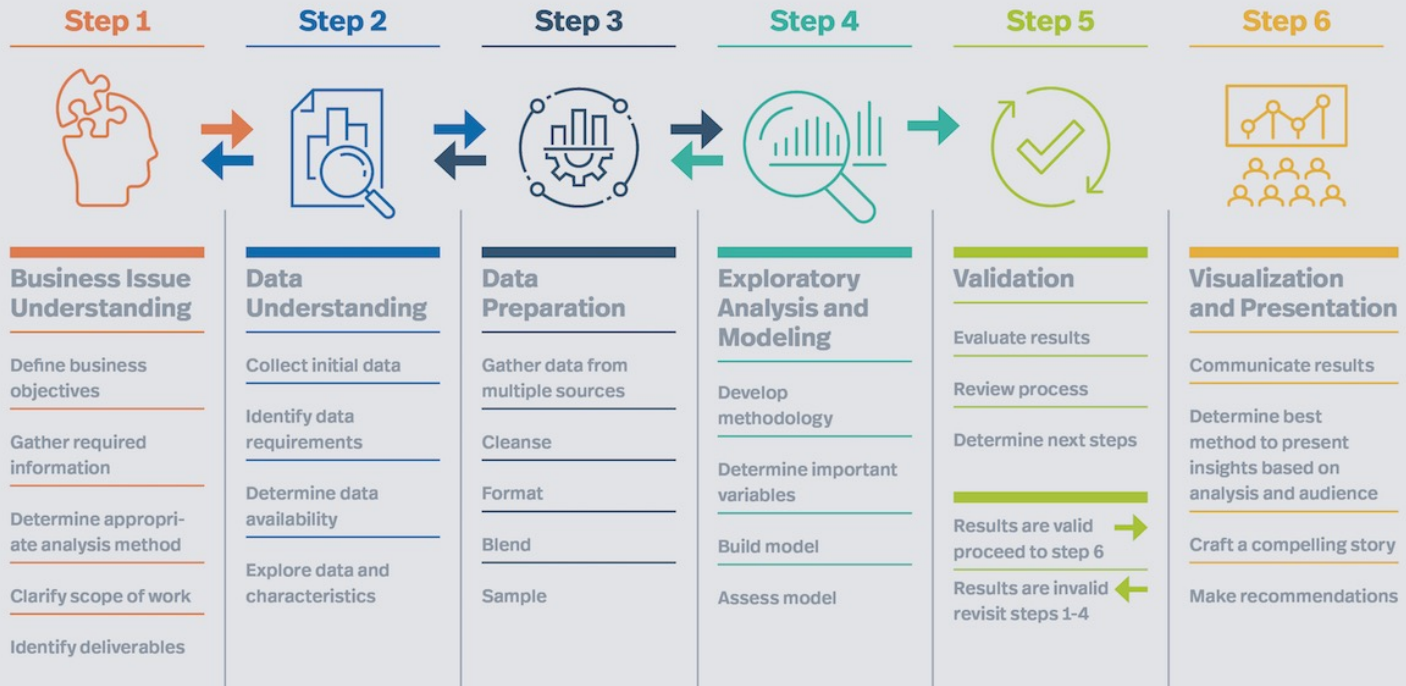 Step 1
Step 2
Step 3
Step 4
Step 5
Step 6
Business Issue
Understanding
Define business
objectives
Gather required
information
Determine appropri-
ate analysis method
Clarify scope of work
Identify deliverables
Data
Understanding
Collect initial data
Identify data
requirements
Determine data
availability
Explore data and
characteristics
Data
Preparation
Gather data from
multiple sources
Cleanse
Format
Blend
Sample
Exploratory
Analysis and
Modeling
Develop
methodology
Determine important
variables
Build model
Assess model
Validation
Evaluate results
Review process
Determine next steps
Results are valid
proceed to step 6
Results are invalid
revisit steps 1-4
Visualization
and Presentation
Communicate results
Determine best
method to present
insights based on
analysis and audience
Craft a compelling story
Make recommendations